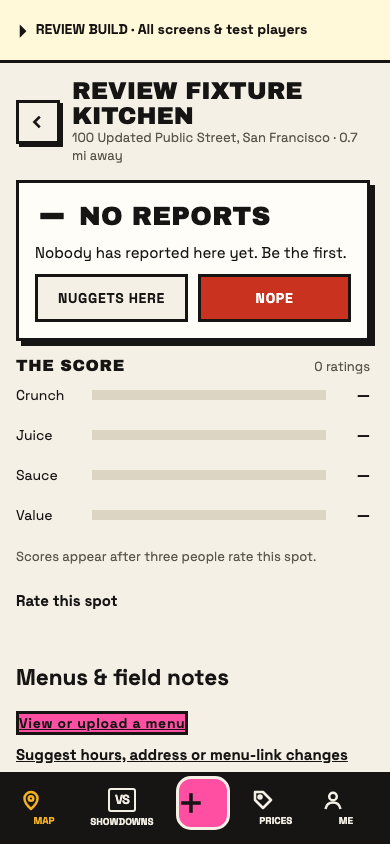 REVIEW BUILD · All screens & test players
REVIEW FIXTURE
KITCHEN
100 Updated Public Street, San Francisco · 0.7
mi away
— NO REPORTS
Nobody has reported here yet. Be the first.
NUGGETS HERE
NOPE
THE SCORE
0 ratings
Crunch —
Juice —
Sauce —
Value —
Scores appear after three people rate this spot.
Rate this spot
Menus & field notes
View or upload a menu
Suggest hours, address or menu-link changes
VS
MAP
SHOWDOWNS
PRICES
ME